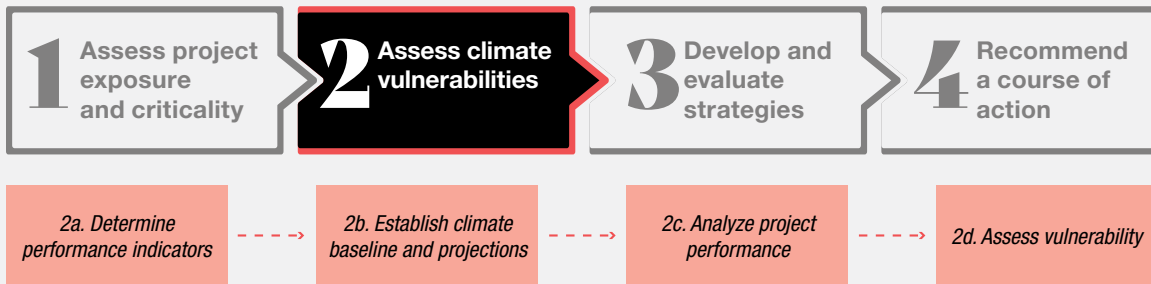 1
Assess project
exposure
and criticality
2
Assess climate
vulnerabilities
3
Develop and
evaluate
strategies
4
Recommend
a course of
action
2a. Determine
performance indicators
2b. Establish climate
baseline and projections
2c. Analyze project
performance
2d. Assess vulnerability